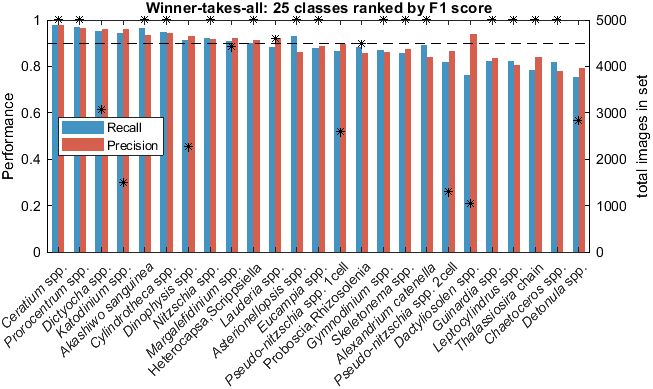 Winner-takes-all: 25 classes ranked by F1 score
1
0.8
0.6
0.4
0.2
0
Performance
Recall
Precision
5000
4000
3000
2000
1000
0
total images in set
Ceratium spp.
Prorocentrum spp.
Dictyocha spp.
Katodinium spp.
Akashiwo sanguinea
Cylindrotheca spp.
Dinophysis spp.
Nitzschia spp.
Margalefidinium spp.
Heterocapsa,Scrippsiella
Lauderia spp.
Asterionellopsis spp.
Eucampia spp.
Pseudo-nitzschia spp. 1cell
Proboscia,Rhizosolenia
Gymnodinium spp.
Skeletonema spp.
Alexandrium catenella
Pseudo-nitzschia spp. 2cell
Dactyliosolen spp.
Guinardia spp.
Leptocylindrus spp.
Thalassiosira chain
Chaetoceros spp.
Detonula spp.